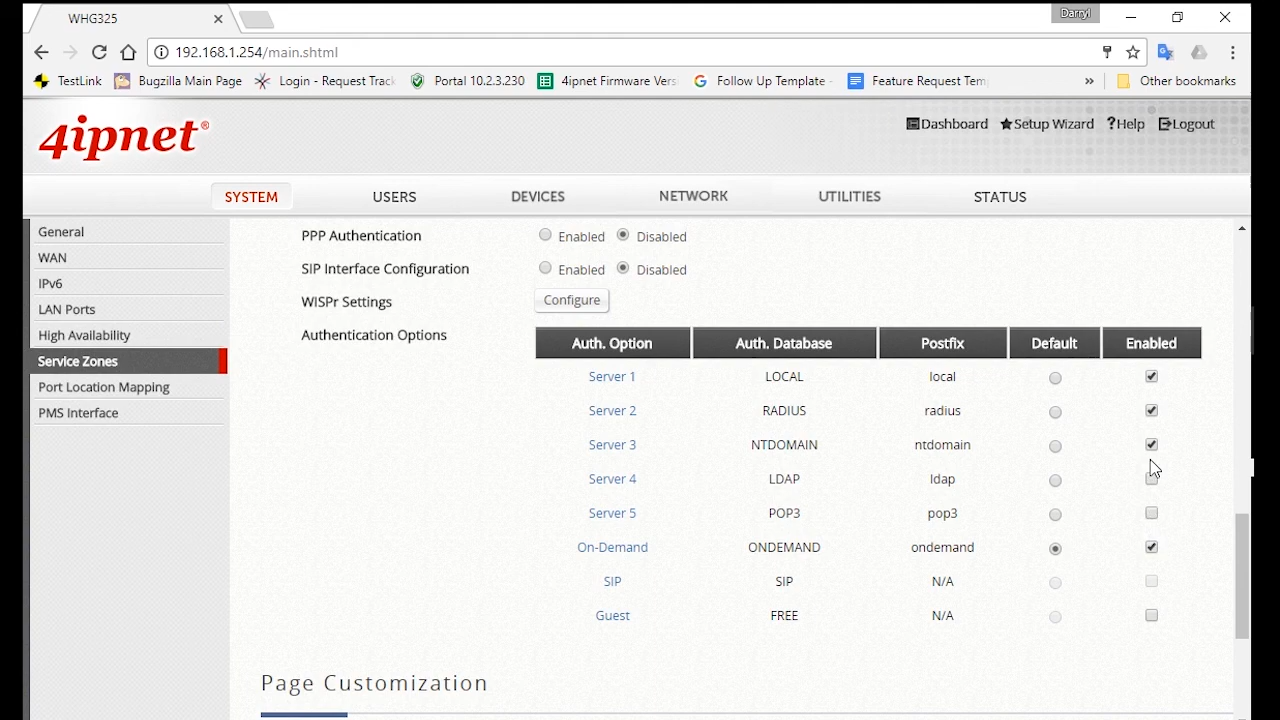 WHG325
Darryl
192.168.1.254/main.shtml
TestLink Bugzilla Main Page Login - Request Track Portal 10.2.3.230 4ipnet Firmware Vers Follow Up Template - Feature Request Temp » Other bookmarks
4ipnet®
Dashboard Setup Wizard ?Help Logout
SYSTEM USERS DEVICES NETWORK UTILITIES STATUS
General
WAN
IPv6
LAN Ports
High Availability
Service Zones
Port Location Mapping
PMS Interface
PPP Authentication Enabled Disabled
SIP Interface Configuration Enabled Disabled
WISPr Settings Configure
Authentication Options
Auth. Option Auth. Database Postfix Default Enabled
Server 1 LOCAL local
Server 2 RADIUS radius
Server 3 NTDOMAIN ntdomain
Server 4 LDAP ldap
Server 5 POP3 pop3
On-Demand ONDEMAND ondemand
SIP SIP N/A
Guest FREE N/A
Page Customization